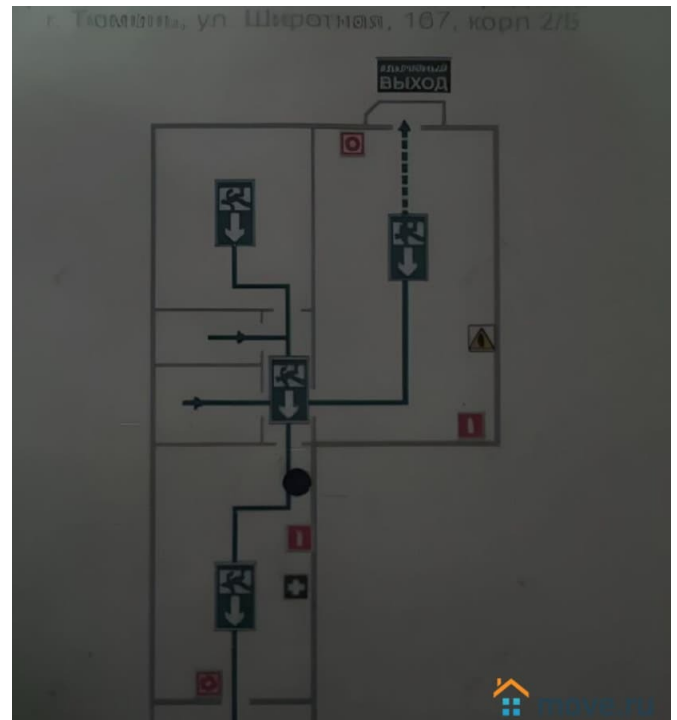 г. Тюмень, ул. Широтная, 167, корп 2/5
ВЫХОД
move.ru